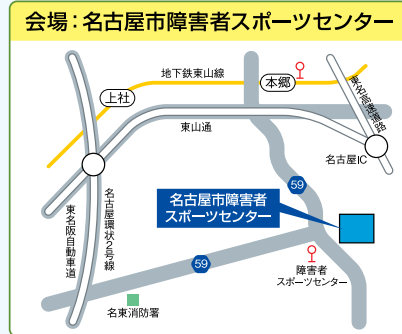 会場：名古屋市障害者スポーツセンター
地下鉄東山線
本郷
上社
東名高速道路
東山通
名古屋IC
59
名古屋市障害者
スポーツセンター
東名阪自動車道
名古屋環状2号線
59
障害者
スポーツセンター
名東消防署